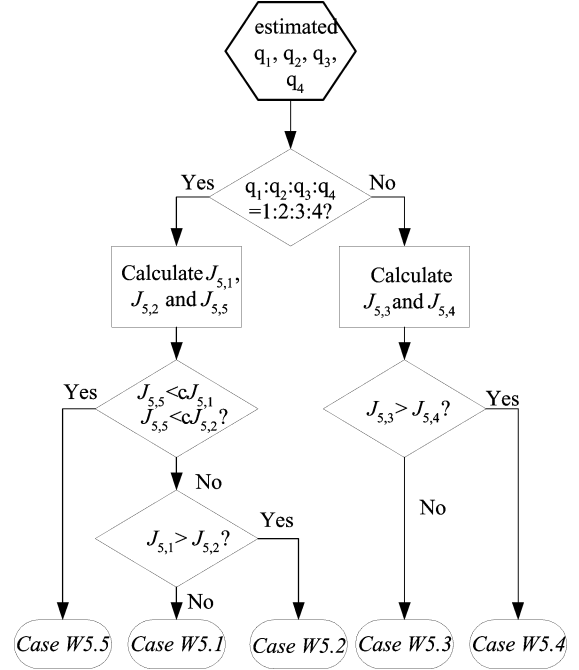 estimated
q1, q2, q3,
q4
Yes
No
q1:q2:q3:q4
=1:2:3:4?
Calculate J5,1,
J5,2 and J5,5
Calculate
J5,3 and J5,4
Yes
J5,5<cJ5,1
J5,5<cJ5,2?
J5,3> J5,4?
Yes
No
No
J5,1> J5,2?
Yes
No
Case W5.5
Case W5.1
Case W5.2
Case W5.3
Case W5.4